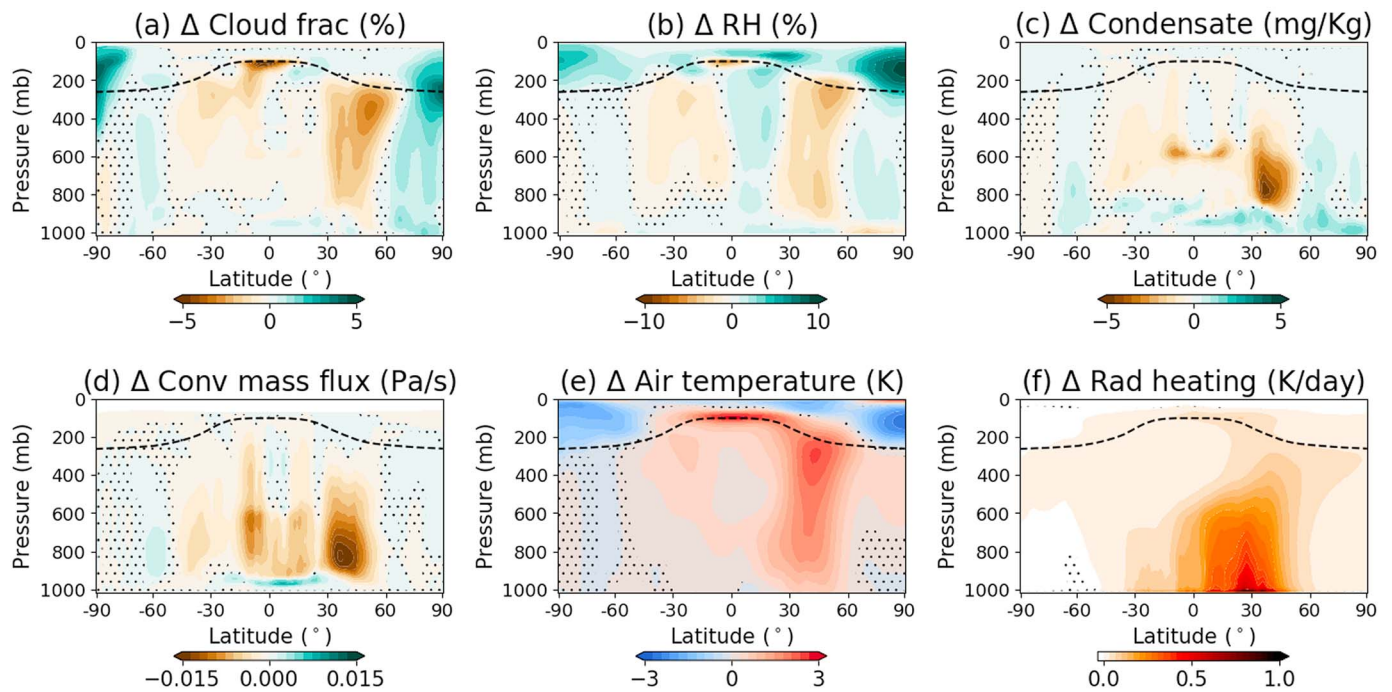 (a) Δ Cloud frac (%)
(b) Δ RH (%)
(c) Δ Condensate (mg/Kg)
Pressure (mb)
0
200
400
600
800
1000
-90 -60 -30 0 30 60 90
Latitude (°)
−5 0 5
Pressure (mb)
0
200
400
600
800
1000
-90 -60 -30 0 30 60 90
Latitude (°)
−10 0 10
Pressure (mb)
0
200
400
600
800
1000
-90 -60 -30 0 30 60 90
Latitude (°)
−5 0 5
(d) Δ Conv mass flux (Pa/s)
(e) Δ Air temperature (K)
(f) Δ Rad heating (K/day)
Pressure (mb)
0
200
400
600
800
1000
-90 -60 -30 0 30 60 90
Latitude (°)
−0.015 0.000 0.015
Pressure (mb)
0
200
400
600
800
1000
-90 -60 -30 0 30 60 90
Latitude (°)
−3 3
Pressure (mb)
0
200
400
600
800
1000
-90 -60 -30 0 30 60 90
Latitude (°)
0.0 0.5 1.0